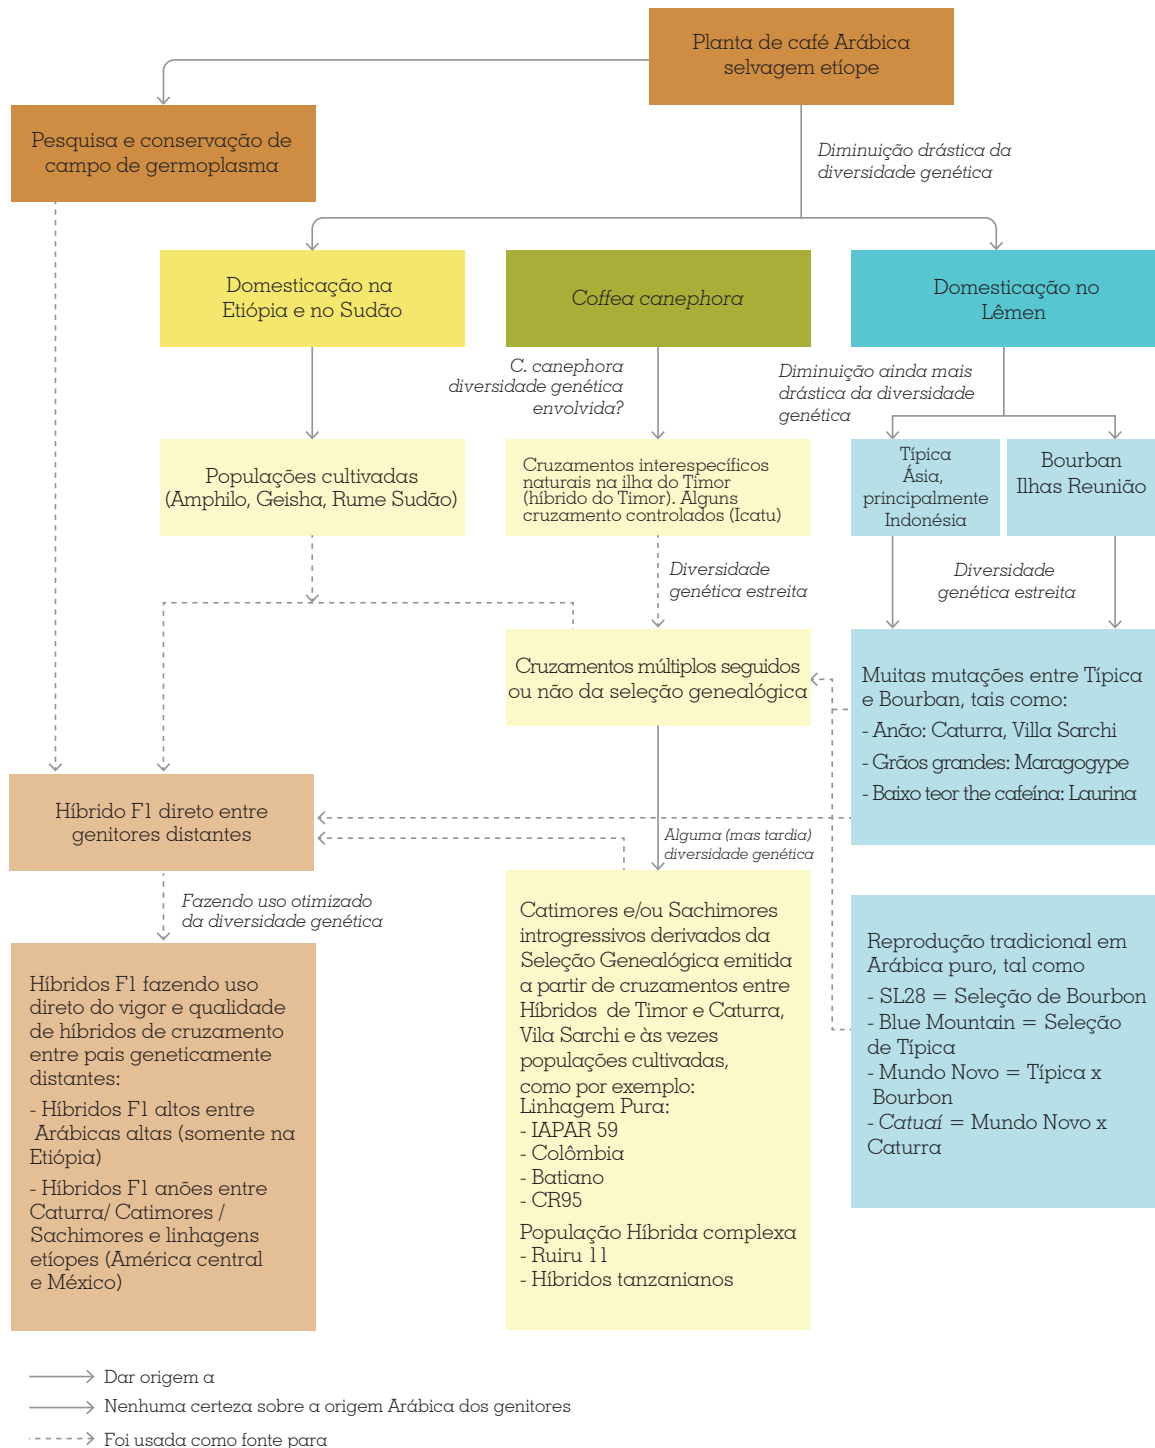 Planta de café Arábica
selvagem etíope
Pesquisa e conservação de
campo de germoplasma
Diminuição drástica da
diversidade genética
Domesticação na
Etiópia e no Sudão
Coffea canephora
Domesticação no
Lêmen
C. canephora
diversidade genética
envolvida?
Diminuição ainda mais
drástica da diversidade
genética
Populações cultivadas
(Amphilo, Geisha, Rume Sudão)
Cruzamentos interespecíficos
naturais na ilha do Timor
(híbrido do Timor). Alguns
cruzamento controlados (Icatu)
Típica
Ásia,
principalmente
Indonésia
Bourban
Ilhas Reunião
Diversidade
genética estreita
Diversidade
genética estreita
Cruzamentos múltiplos seguidos
ou não da seleção genealógica
Muitas mutações entre Típica
e Bourban, tais como:
- Anão: Caturra, Villa Sarchi
- Grãos grandes: Maragogype
- Baixo teor the cafeína: Laurina
Híbrido F1 direto entre
genitores distantes
Alguma (mas tardia)
diversidade genética
Fazendo uso otimizado
da diversidade genética
Catimores e/ou Sachimores
introgressivos derivados da
Seleção Genealógica emitida
a partir de cruzamentos entre
Híbridos de Timor e Caturra,
Vila Sarchi e às vezes
populações cultivadas,
como por exemplo:
Linhagem Pura:
- IAPAR 59
- Colômbia
- Batiano
- CR95
População Híbrida complexa
- Ruiru 11
- Híbridos tanzanianos
Reprodução tradicional em
Arábica puro, tal como
- SL28 = Seleção de Bourbon
- Blue Mountain = Seleção
de Típica
- Mundo Novo = Típica x
Bourbon
- Catuaí = Mundo Novo x
Caturra
Híbridos F1 fazendo uso
direto do vigor e qualidade
de híbridos de cruzamento
entre pais geneticamente
distantes:
- Híbridos F1 altos entre
Arábicas altas (somente na
Etiópia)
- Híbridos F1 anões entre
Caturra/ Catimores /
Sachimores e linhagens
etíopes (América central
e México)
Dar origem a
Nenhuma certeza sobre a origem Arábica dos genitores
Foi usada como fonte para